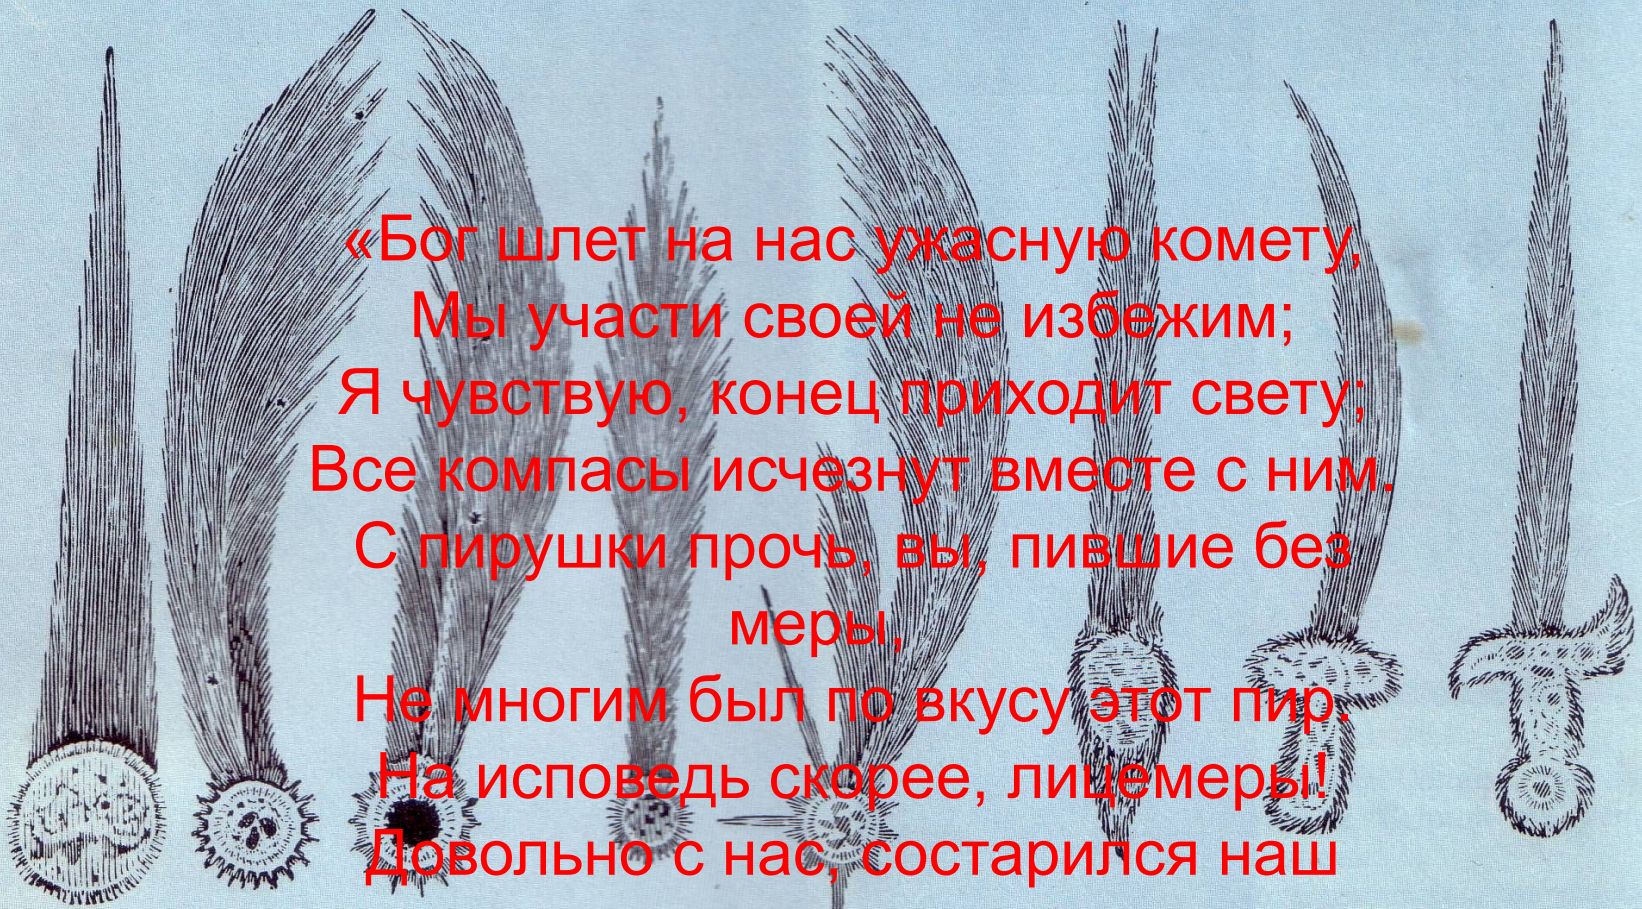 «Бог шлет на нас ужасную комету,
Мы участи своей не избежим;
Я чувствую, конец приходит свету;
Все компасы исчезнут вместе с ним.
С пирушки прочь, вы, пившие без
меры,
Не многим был по вкусу этот пир.
На исповедь скорее, лицемеры!
Довольно с нас, состарился наш